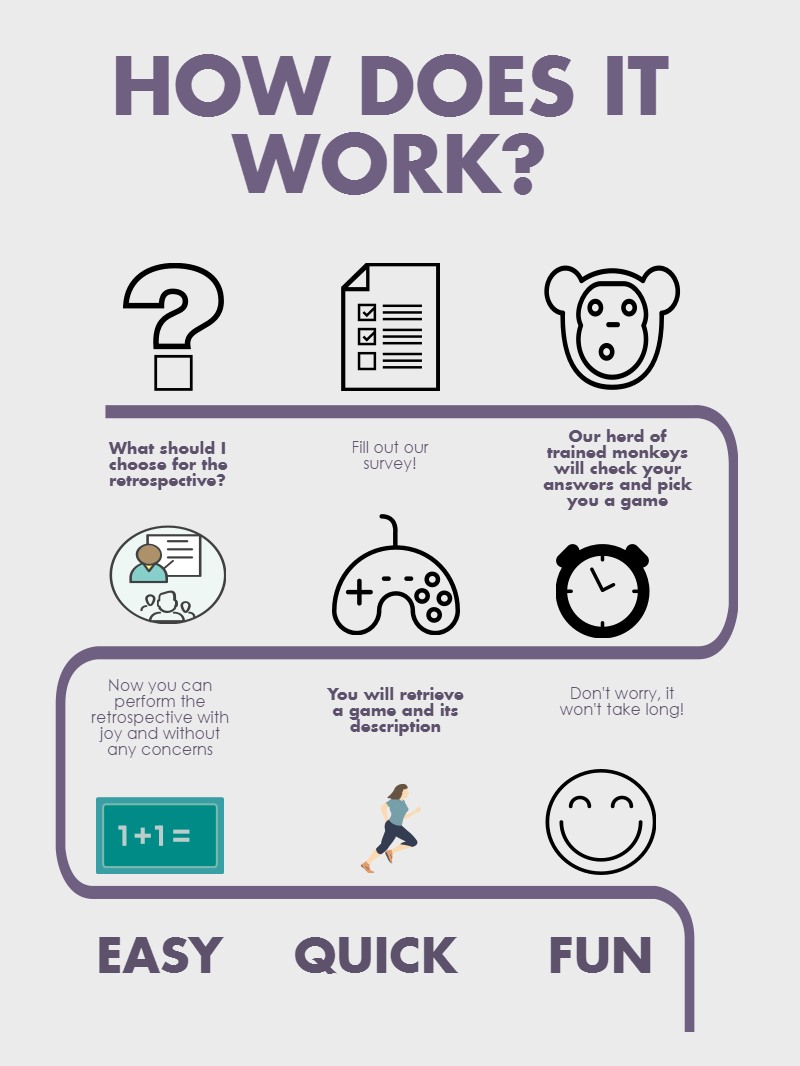 HOW DOES IT
WORK?
What should I
choose for the
retrospective?
Fill out our
survey!
Our herd of
trained monkeys
will check your
answers and pick
you a game
Now you can
perform the
retrospective with
joy and without
any concerns
You will retrieve
a game and its
description
Don't worry, it
won't take long!
1+1=
EASY
QUICK
FUN